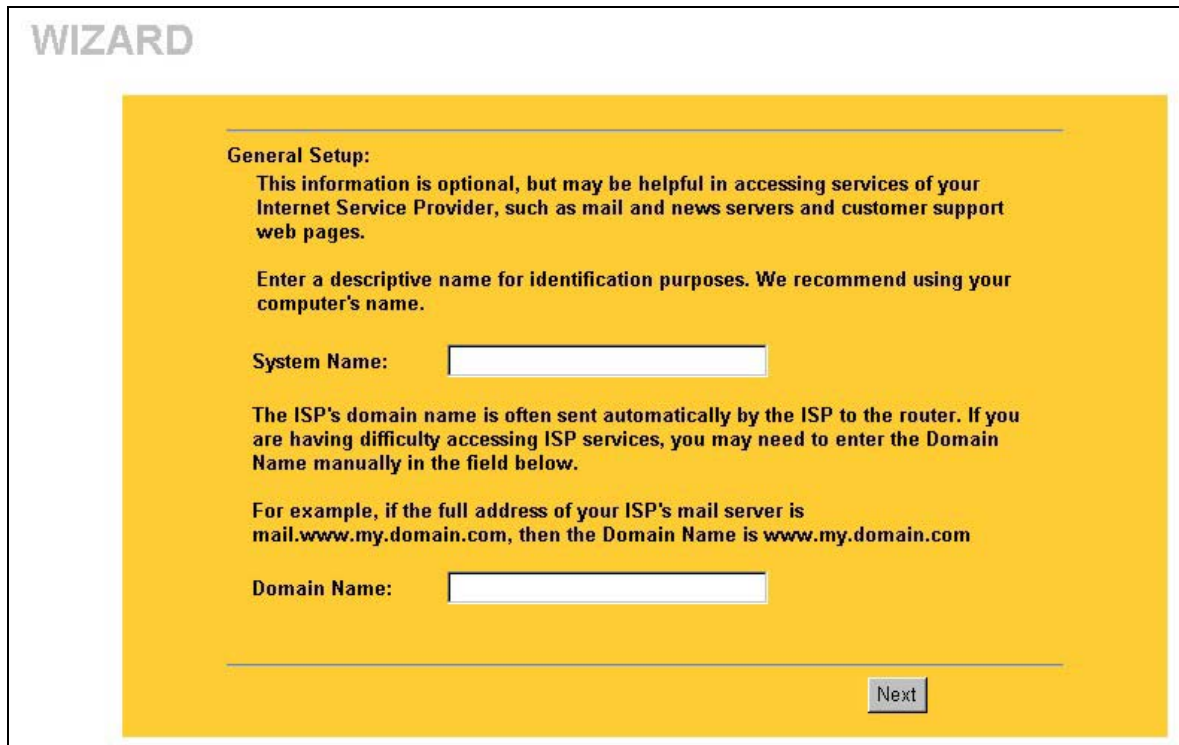 WIZARD
General Setup:
This information is optional, but may be helpful in accessing services of your
Internet Service Provider, such as mail and news servers and customer support
web pages.
Enter a descriptive name for identification purposes. We recommend using your
computer's name.
System Name:
The ISP's domain name is often sent automatically by the ISP to the router. If you
are having difficulty accessing ISP services, you may need to enter the Domain
Name manually in the field below.
For example, if the full address of your ISP's mail server is
mail.www.my.domain.com, then the Domain Name is www.my.domain.com
Domain Name:
Next